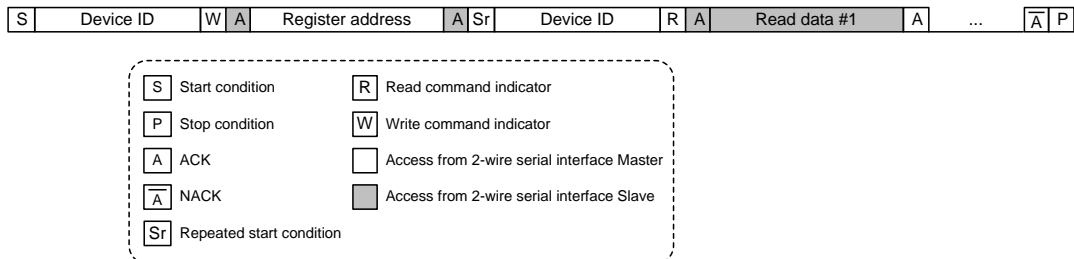 S Device ID W A Register address A Sr Device ID R A Read data #1 A ... A P
S Start condition R Read command indicator
P Stop condition W Write command indicator
A ACK Access from 2-wire serial interface Master
A NACK Access from 2-wire serial interface Slave
Sr Repeated start condition